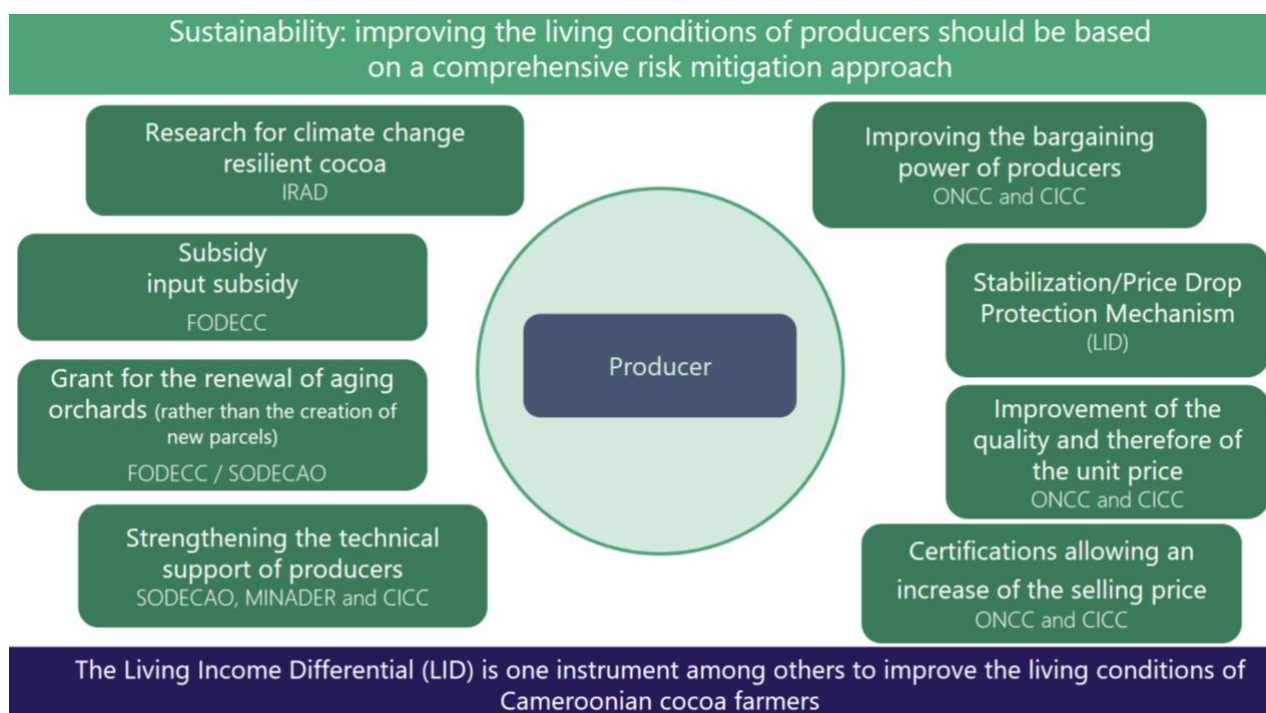 Sustainability: improving the living conditions of producers should be based
on a comprehensive risk mitigation approach
Research for climate change
resilient cocoa
IRAD
Subsidy
input subsidy
FODECC
Grant for the renewal of aging
orchards (rather than the creation of
new parcels)
FODECC / SODECAO
Strengthening the technical
support of producers
SODECAO, MINADER and CICC
Producer
Improving the bargaining
power of producers
ONCC and CICC
Stabilization/Price Drop
Protection Mechanism
(LID)
Improvement of the
quality and therefore of
the unit price
ONCC and CICC
Certifications allowing an
increase of the selling price
ONCC and CICC
The Living Income Differential (LID) is one instrument among others to improve the living conditions of
Cameroonian cocoa farmers